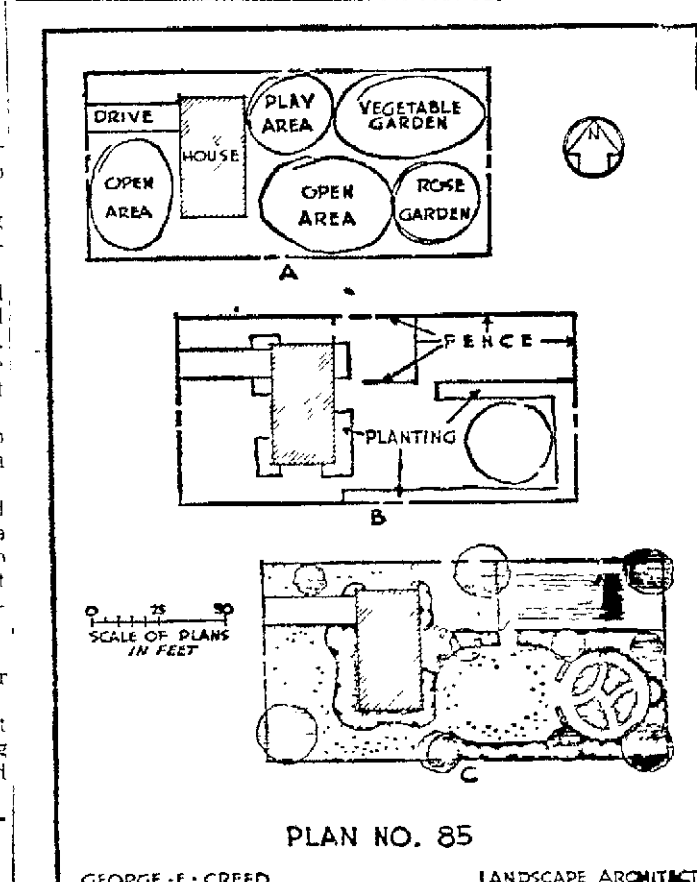 DRIVE
PLAY
AREA
VEGETABLE
GARDEN
N
HOUSE
OPEN
AREA
OPEN
AREA
ROSE
GARDEN
A
FENCE
PLANTING
B
0 25 50
SCALE OF PLANS
IN FEET
C
PLAN NO. 85
GEORGE·E·CREED
LANDSCAPE ARCHITECT